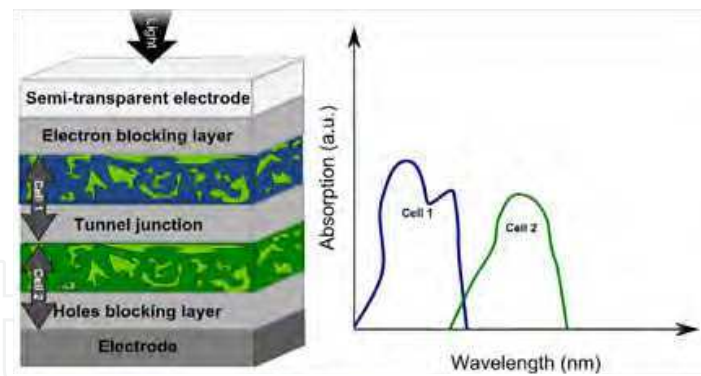 Light
Semi-transparent electrode
Electron blocking layer
Cell 1
Tunnel junction
Cell 2
Holes blocking layer
Electrode
Absorption (a.u.)
Cell 1
Cell 2
Wavelength (nm)